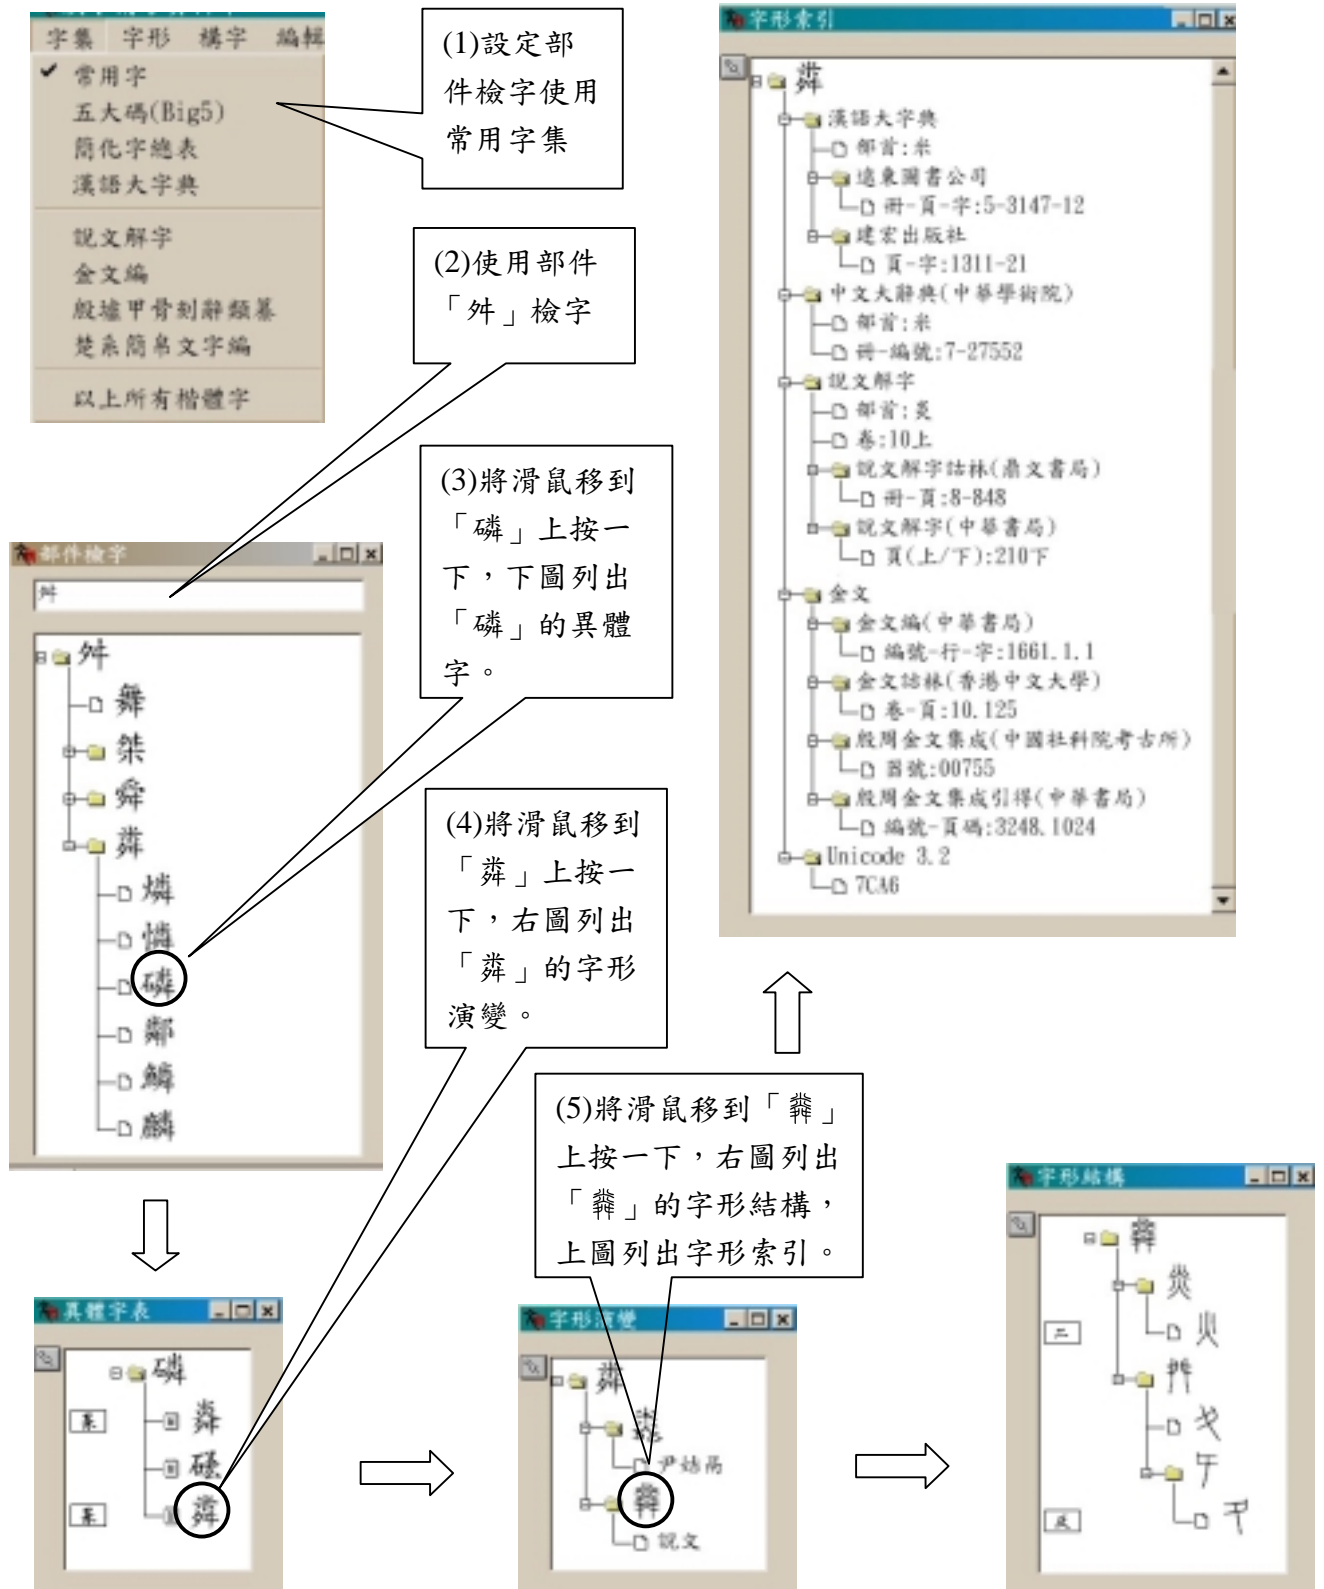 字集 字形 構字 編輯
常用字
五大碼(Big5)
簡化字總表
漢語大字典
說文解字
金文編
殷墟甲骨刻辭類纂
楚系簡帛文字編
以上所有楷體字
(1)設定部
件檢字使用
常用字集
(2)使用部件
「舛」檢字
(3)將滑鼠移到
「磷」上按一
下，下圖列出
「磷」的異體
字。
部件檢字
舛
舛
舞
桀
舜
粦
燐
憐
磷
鄰
鱗
麟
(4)將滑鼠移到
「粦」上按一
下，右圖列出
「粦」的字形
演變。
(5)將滑鼠移到「粦」
上按一下，右圖列出
「粦」的字形結構，
上圖列出字形索引。
字形索引
粦
漢語大字典
部首:米
遠東圖書公司
冊-頁-字:5-3147-12
建宏出版社
頁-字:1311-21
中文大辭典(中華學術院)
部首:米
冊-編號:7-27552
說文解字
部首:炎
卷:10上
說文解字詁林(鼎文書局)
冊-頁:8-848
說文解字(中華書局)
頁(上/下):210下
金文
金文編(中華書局)
編號-行-字:1661.1.1
金文詁林(香港中文大學)
卷-頁:10.125
殷周金文集成(中國社科院考古所)
器號:00755
殷周金文集成引得(中華書局)
編號-頁碼:3248.1024
Unicode 3.2
7CA6
異體字表
磷
粦
粦
字形演變
粦
尹姞鬲
說文
字形結構
炎
火
舛